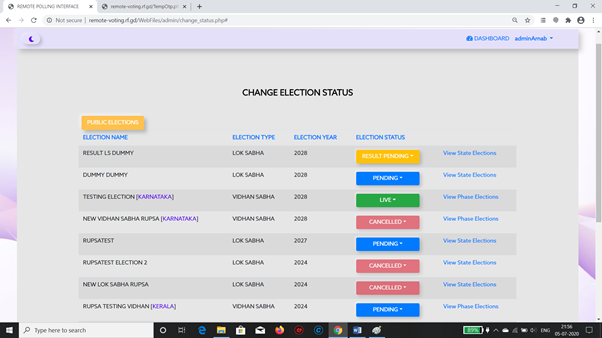 REMOTE POLLING INTERFACE
remote-voting.rf.gd/TempOtp.ph
Not secure | remote-voting.rf.gd/WebFiles/admin/change_status.php#
DASHBOARD adminArnab
CHANGE ELECTION STATUS
PUBLIC ELECTIONS
ELECTION NAME ELECTION TYPE ELECTION YEAR ELECTION STATUS
RESULT LS DUMMY LOK SABHA 2028 RESULT PENDING View State Elections
DUMMY DUMMY LOK SABHA 2028 PENDING View State Elections
TESTING ELECTION [KARNATAKA] VIDHAN SABHA 2028 LIVE View Phase Elections
NEW VIDHAN SABHA RUPSA [KARNATAKA] VIDHAN SABHA 2028 CANCELLED View Phase Elections
RUPSATEST LOK SABHA 2027 PENDING View State Elections
RUPSATEST ELECTION 2 LOK SABHA 2024 CANCELLED View State Elections
NEW LOK SABHA RUPSA LOK SABHA 2024 CANCELLED View State Elections
RUPSA TESTING VIDHAN [KERALA] VIDHAN SABHA 2024 PENDING View Phase Elections
Type here to search
89%
ENG
21:56
05-07-2020